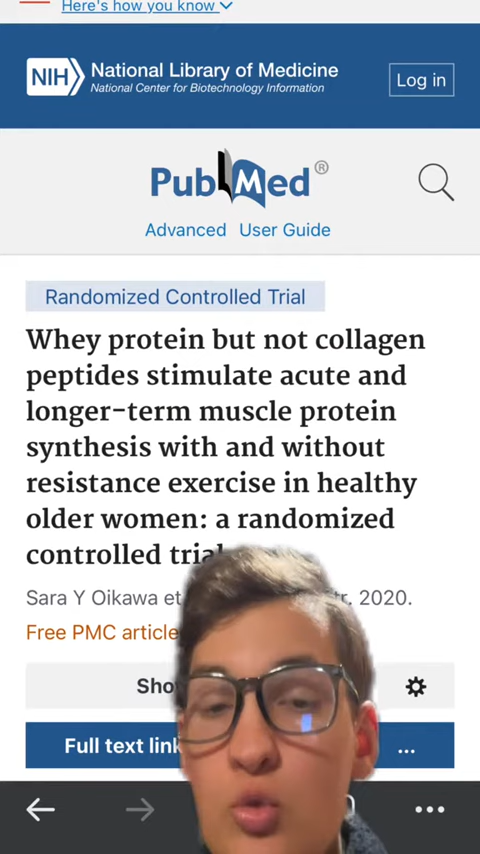 Here's how you know
NIH National Library of Medicine
National Center for Biotechnology Information
Log in
PubMed®
Advanced User Guide
Randomized Controlled Trial
Whey protein but not collagen
peptides stimulate acute and
longer-term muscle protein
synthesis with and without
resistance exercise in healthy
older women: a randomized
controlled trial
Sara Y Oikawa et tr. 2020.
Free PMC article
Full text link
...